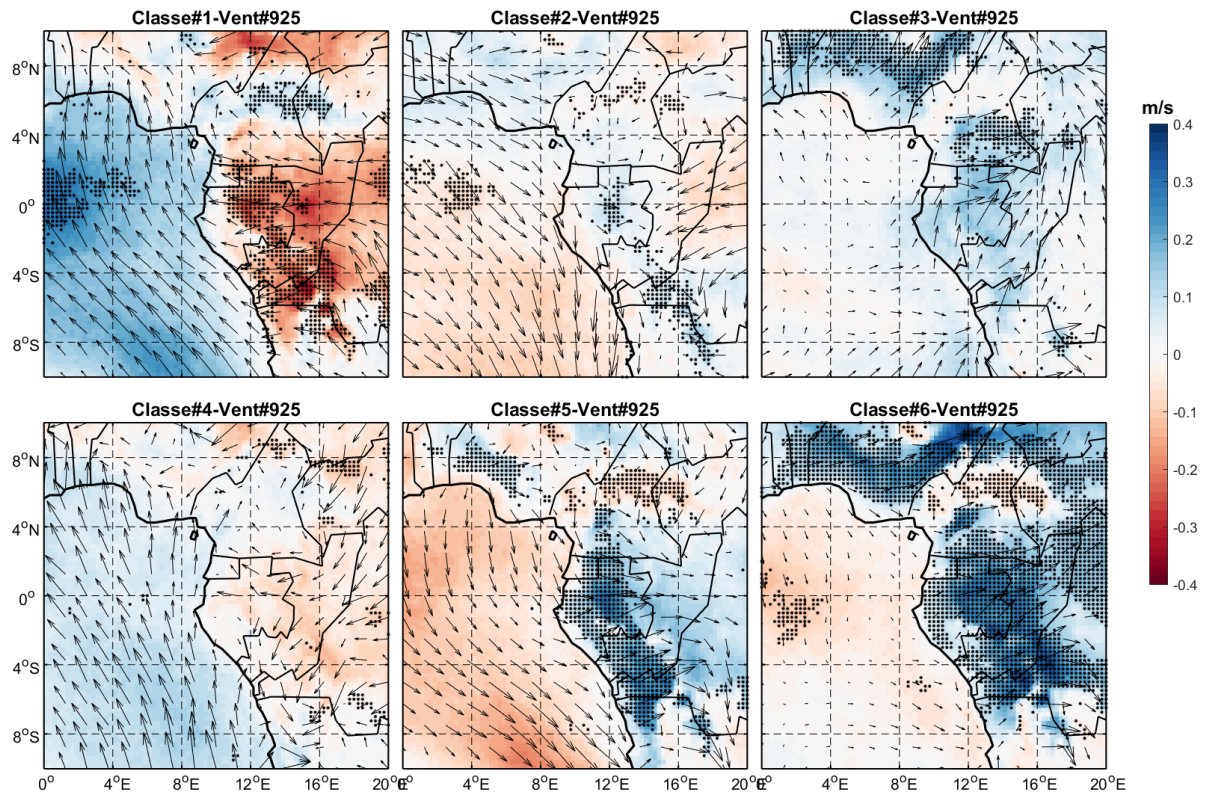 Classe#1-Vent#925 Classe#2-Vent#925 Classe#3-Vent#925
8°N
4°N
0°
4°S
8°S
m/s
0.4
0.3
0.2
0.1
0
-0.1
-0.2
-0.3
-0.4
Classe#4-Vent#925 Classe#5-Vent#925 Classe#6-Vent#925
8°N
4°N
0°
4°S
8°S
0° 4°E 8°E 12°E 16°E 20°E 4°E 8°E 12°E 16°E 20°E 4°E 8°E 12°E 16°E 20°E